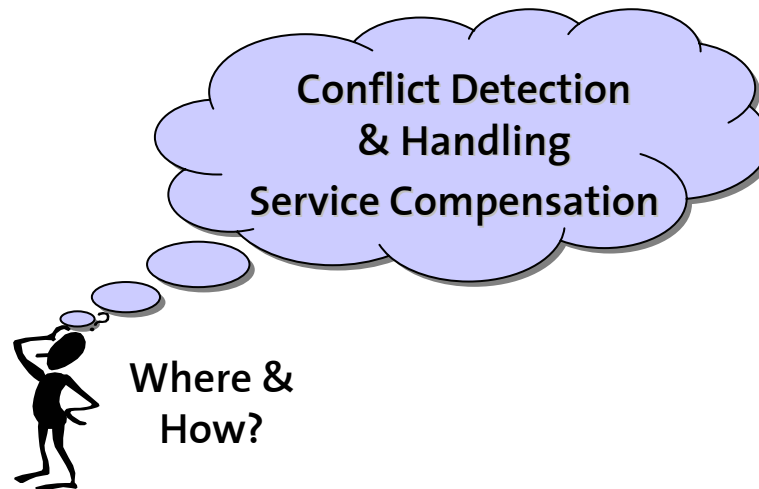 Conflict Detection
& Handling
Service Compensation
?
Where &
How?